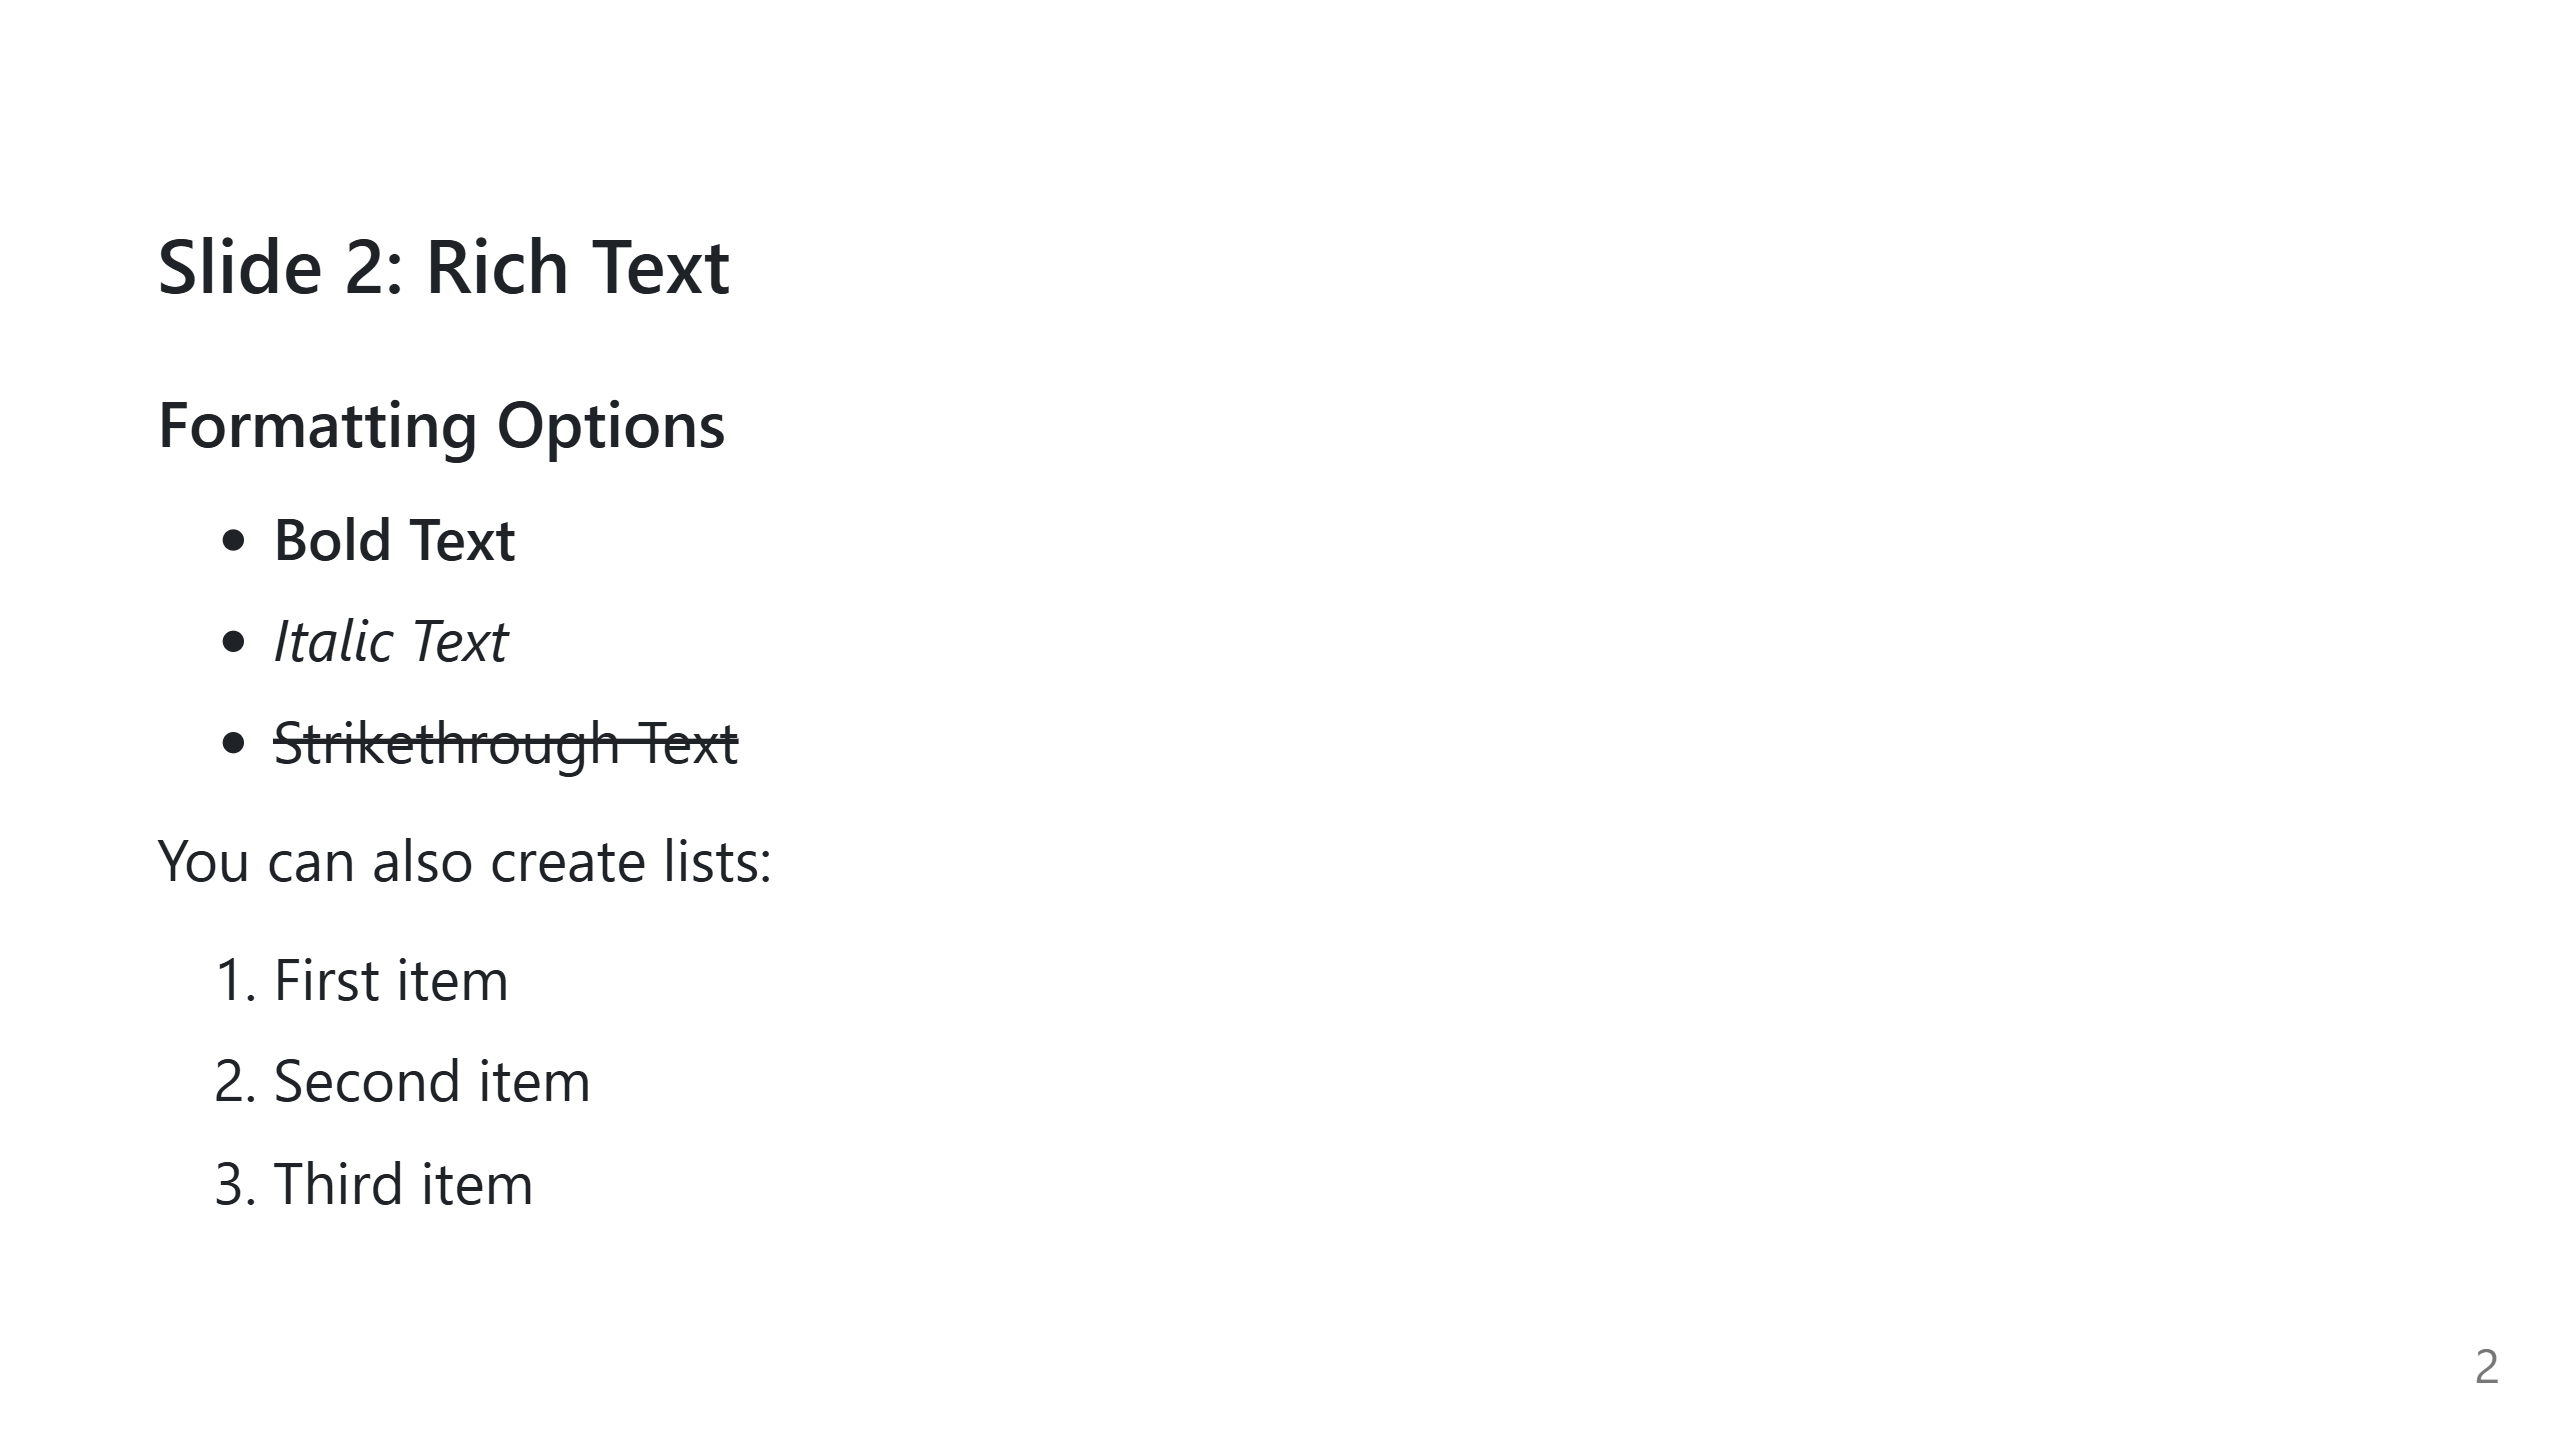 Slide 2: Rich Text
Formatting Options
• Bold Text
• Italic Text
• Strikethrough Text
You can also create lists:
1. First item
2. Second item
3. Third item
2